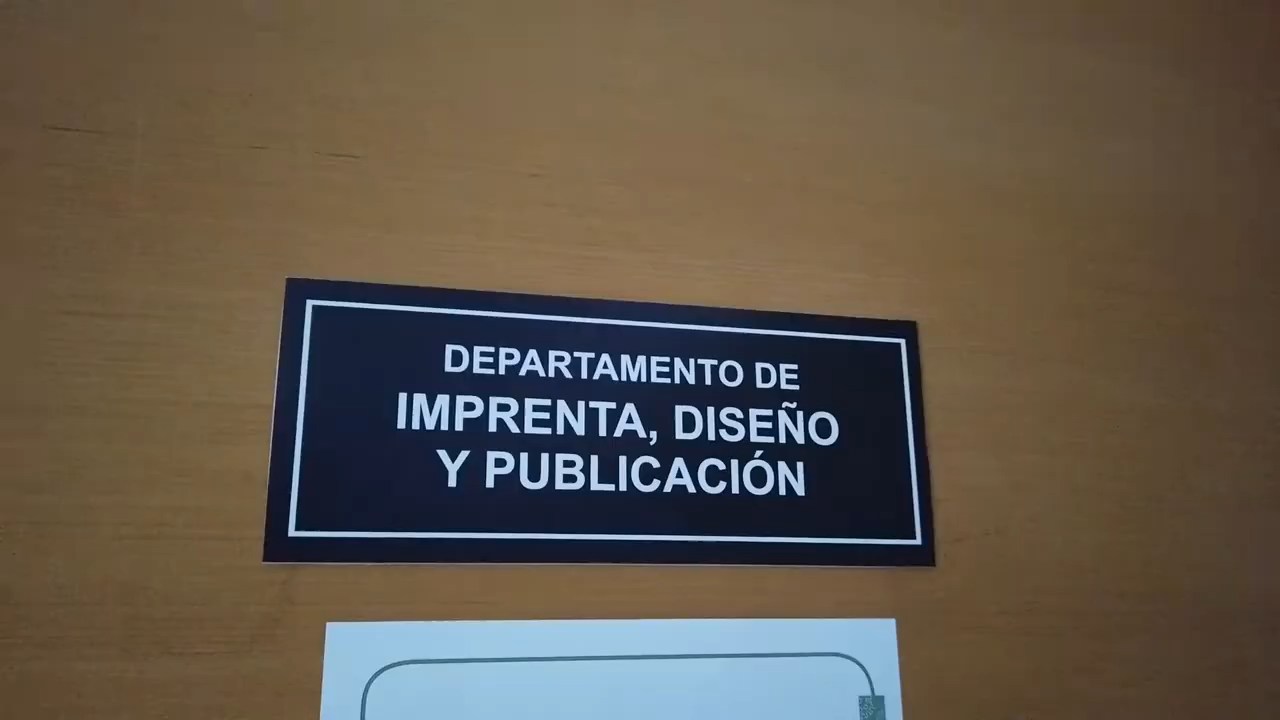 DEPARTAMENTO DE
IMPRENTA, DISEÑO
Y PUBLICACIÓN